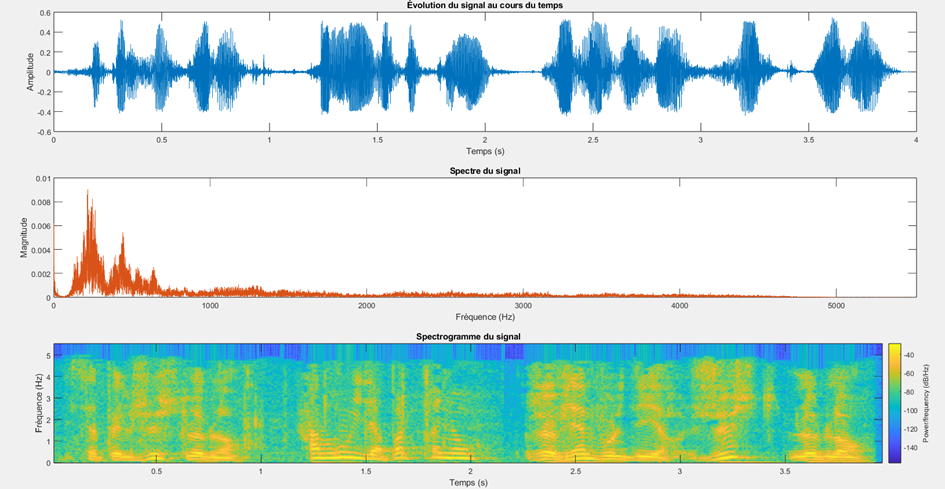 Évolution du signal au cours du temps
0.6
0.4
0.2
0
-0.2
-0.4
-0.6
Amplitude
0 0.5 1 1.5 2 2.5 3 3.5 4
Temps (s)
Spectre du signal
0.01
0.008
0.006
0.004
0.002
0
Magnitude
0 1000 2000 3000 4000 5000
Fréquence (Hz)
Spectrogramme du signal
5
4
3
2
1
0
Fréquence (Hz)
0.5 1 1.5 2 2.5 3 3.5
Temps (s)
-40
-60
-80
-100
-120
-140
Power/frequency (dB/Hz)